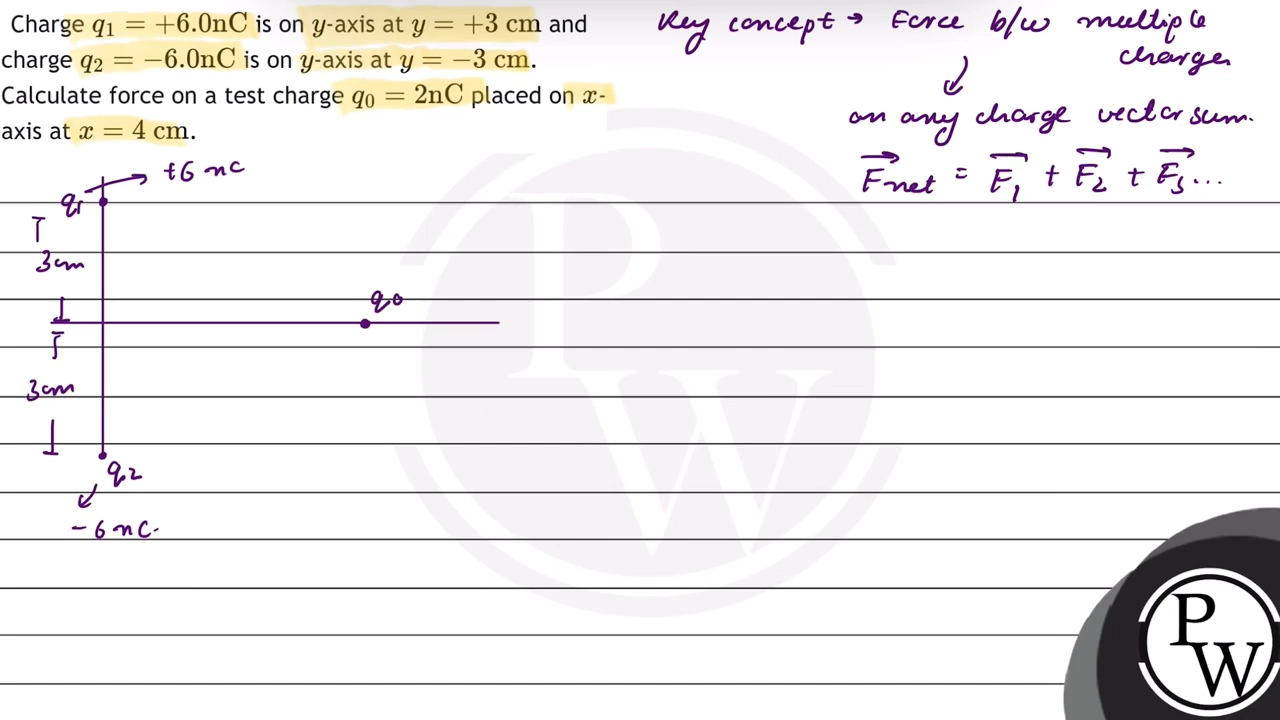 Charge q₁ = +6.0nC is on y-axis at y = +3 cm and
charge q₂ = −6.0nC is on y-axis at y = −3 cm.
Calculate force on a test charge q₀ = 2nC placed on x-
axis at x = 4 cm.
Key concept → Force b/w multiple
charges
on any charge vector sum.
F⃗net = F⃗₁ + F⃗₂ + F⃗₃...
+6 nC
q₁
3cm
q₀
3cm
q₂
- 6 nC.
P
W
P
W